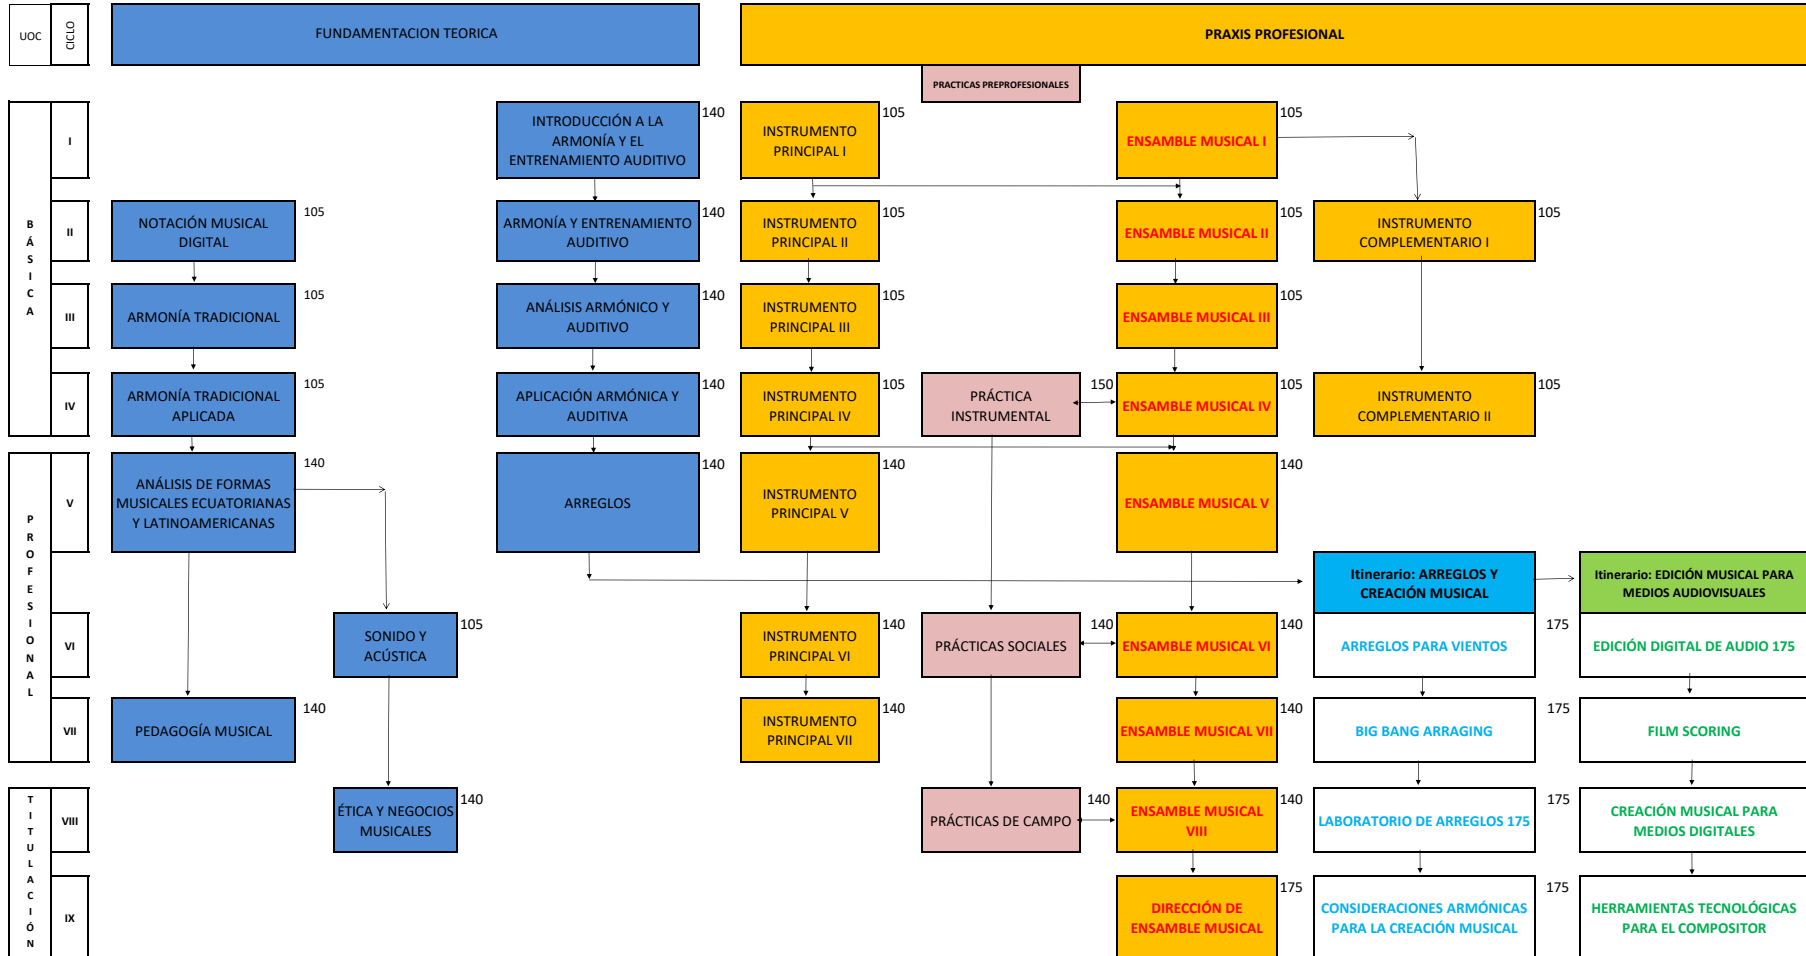 UOC
CICLO
FUNDAMENTACION TEORICA
PRAXIS PROFESIONAL
PRACTICAS PREPROFESIONALES
BÁSICA
I
INTRODUCCIÓN A LA
ARMONÍA Y EL
ENTRENAMIENTO AUDITIVO
140
INSTRUMENTO
PRINCIPAL I
105
ENSAMBLE MUSICAL I
105
II
NOTACIÓN MUSICAL
DIGITAL
105
ARMONÍA Y ENTRENAMIENTO
AUDITIVO
140
INSTRUMENTO
PRINCIPAL II
105
ENSAMBLE MUSICAL II
105
INSTRUMENTO
COMPLEMENTARIO I
105
III
ARMONÍA TRADICIONAL
105
ANÁLISIS ARMÓNICO Y
AUDITIVO
140
INSTRUMENTO
PRINCIPAL III
105
ENSAMBLE MUSICAL III
105
IV
ARMONÍA TRADICIONAL
APLICADA
105
APLICACIÓN ARMÓNICA Y
AUDITIVA
140
INSTRUMENTO
PRINCIPAL IV
105
PRÁCTICA
INSTRUMENTAL
150
ENSAMBLE MUSICAL IV
105
INSTRUMENTO
COMPLEMENTARIO II
105
PROFESIONAL
V
ANÁLISIS DE FORMAS
MUSICALES ECUATORIANAS
Y LATINOAMERICANAS
140
ARREGLOS
140
INSTRUMENTO
PRINCIPAL V
140
ENSAMBLE MUSICAL V
140
Itinerario: ARREGLOS Y
CREACIÓN MUSICAL
Itinerario: EDICIÓN MUSICAL PARA
MEDIOS AUDIOVISUALES
VI
SONIDO Y
ACÚSTICA
105
INSTRUMENTO
PRINCIPAL VI
140
PRÁCTICAS SOCIALES
140
ENSAMBLE MUSICAL VI
140
ARREGLOS PARA VIENTOS
175
EDICIÓN DIGITAL DE AUDIO 175
VII
PEDAGOGÍA MUSICAL
140
INSTRUMENTO
PRINCIPAL VII
140
ENSAMBLE MUSICAL VII
140
BIG BANG ARRAGING
175
FILM SCORING
TITULACIÓN
VIII
ÉTICA Y NEGOCIOS
MUSICALES
140
PRÁCTICAS DE CAMPO
140
ENSAMBLE MUSICAL
VIII
140
LABORATORIO DE ARREGLOS 175
175
CREACIÓN MUSICAL PARA
MEDIOS DIGITALES
IX
DIRECCIÓN DE
ENSAMBLE MUSICAL
175
CONSIDERACIONES ARMÓNICAS
PARA LA CREACIÓN MUSICAL
175
HERRAMIENTAS TECNOLÓGICAS
PARA EL COMPOSITOR